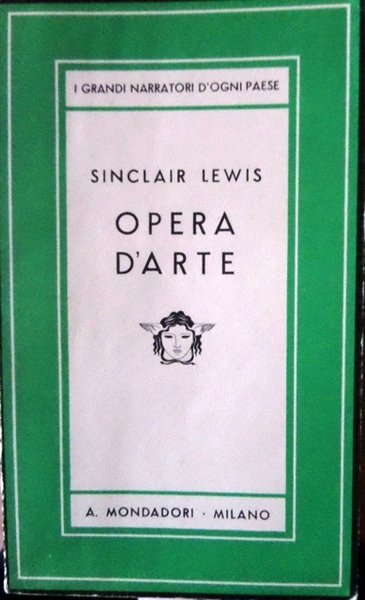 I GRANDI NARRATORI D'OGNI PAESE
SINCLAIR LEWIS
OPERA
D'ARTE
A. MONDADORI · MILANO